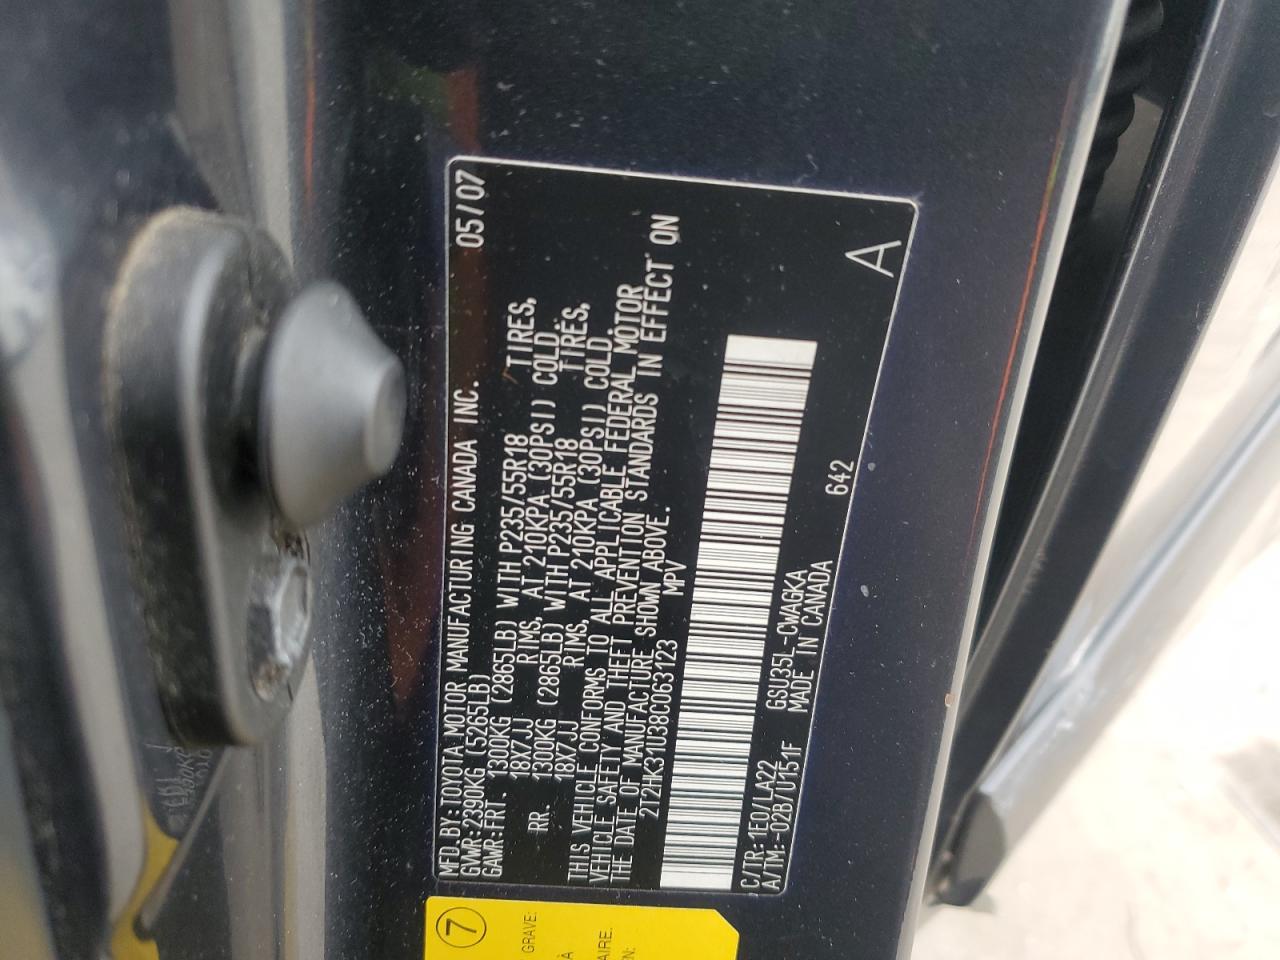 MFD.BY:TOYOTA MOTOR MANUFACTURING CANADA INC. 05/07
GVWR:2390KG (5265LB)
GAWR:FRT. 1300KG (2865LB) WITH P235/55R18 TIRES,
18X7JJ RIMS, AT 210KPA (30PSI) COLD.
RR. 1300KG (2865LB) WITH P235/55R18 TIRES,
18X7JJ RIMS, AT 210KPA (30PSI) COLD.
THIS VEHICLE CONFORMS TO ALL APPLICABLE FEDERAL MOTOR
VEHICLE SAFETY AND THEFT PREVENTION STANDARDS IN EFFECT ON
THE DATE OF MANUFACTURE SHOWN ABOVE.
2T2HK31U38C063123 MPV
C/TR:1E0/LA22 GSU35L-CWAGKA
A/TM:-02B/U151F MADE IN CANADA 642
A
7
GRAVE:
À
AIRE.
EN: